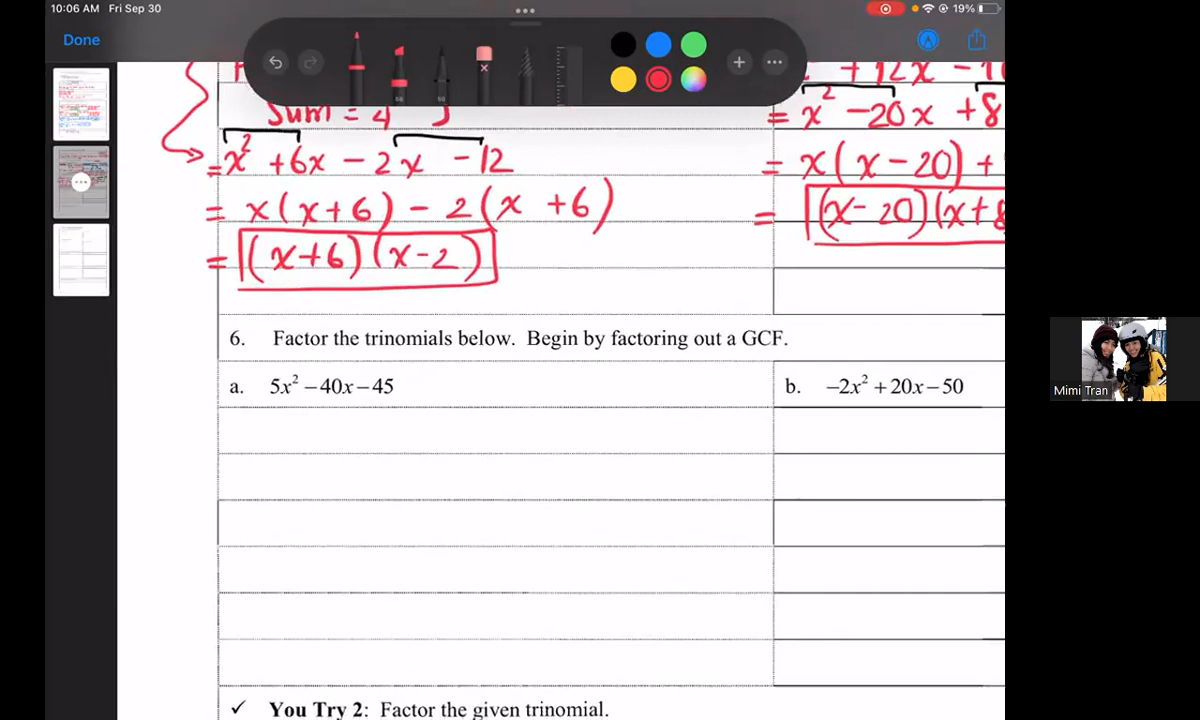 10:06 AM Fri Sep 30
19%
Done
Sum = 4
= x² + 6x − 2x − 12
= x(x+6) − 2(x +6)
= (x+6)(x−2)
+ 12x − 1
= x² − 20x + 8
= x(x − 20) +
= (x − 20)(x + 8
6. Factor the trinomials below. Begin by factoring out a GCF.
a. 5x² − 40x − 45
b. −2x² + 20x − 50
✓ You Try 2: Factor the given trinomial.
Mimi Tran